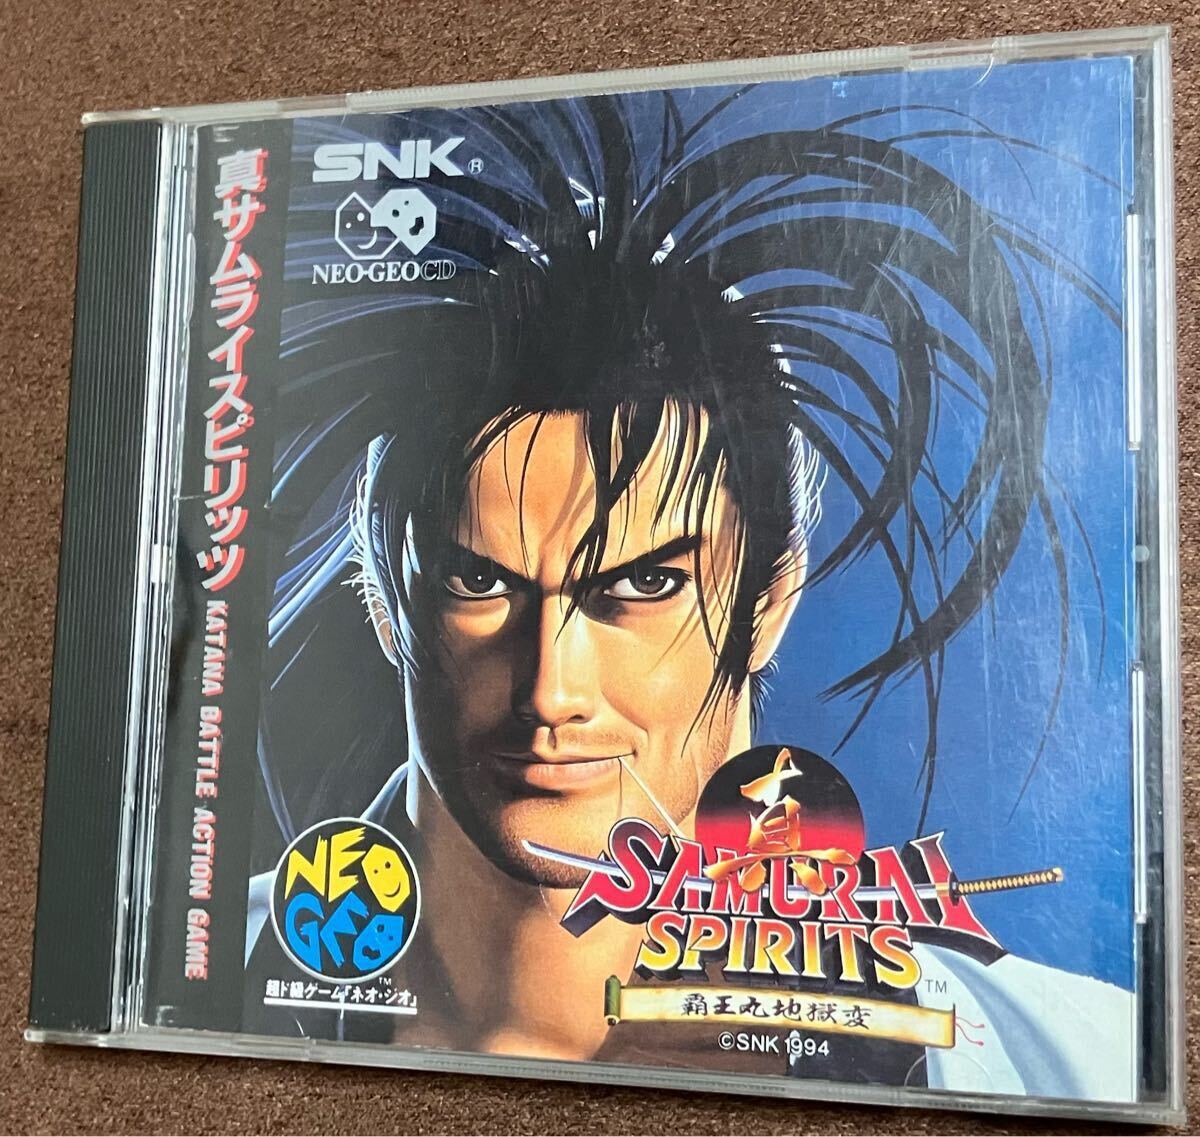 真サムライスピリッツ KATANA BATTLE ACTION GAME
SNK®
NEO·GEO CD
NEO
GEO
TM
超ド級ゲーム「ネオ・ジオ」
真
SAMURAI
SPIRITS TM
覇王丸地獄変
©SNK 1994